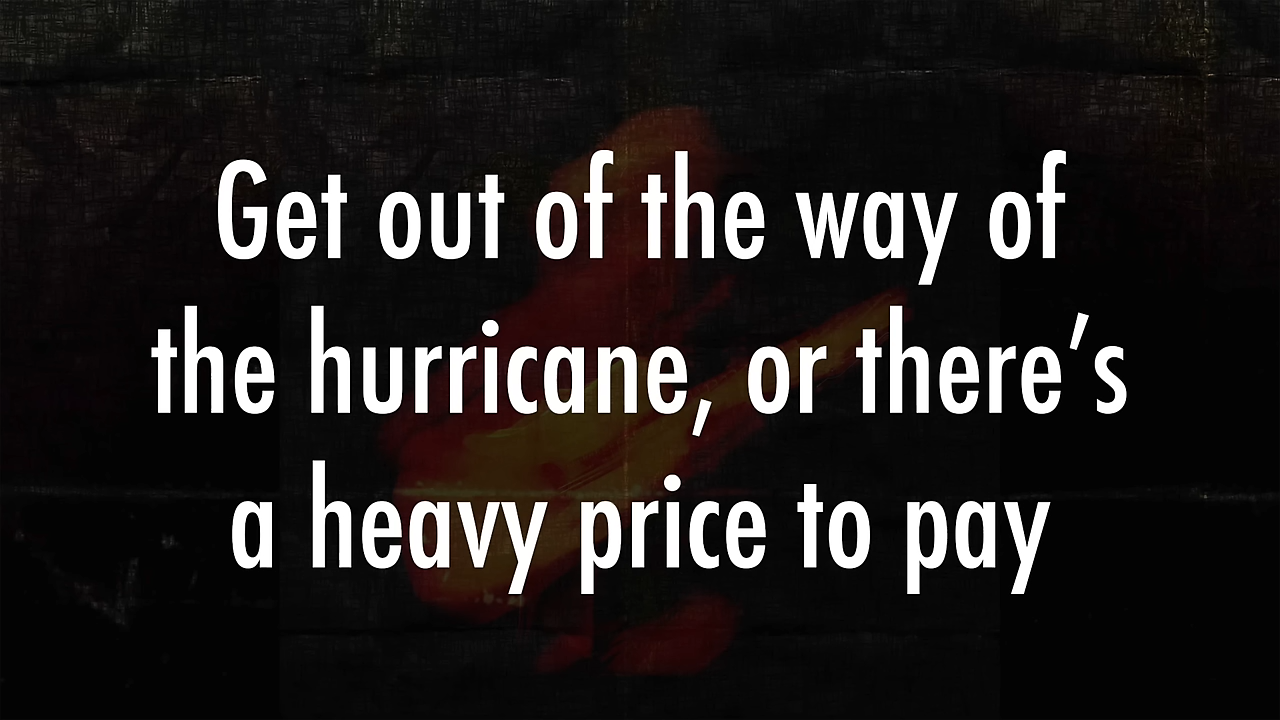 Get out of the way of
the hurricane, or there’s
a heavy price to pay